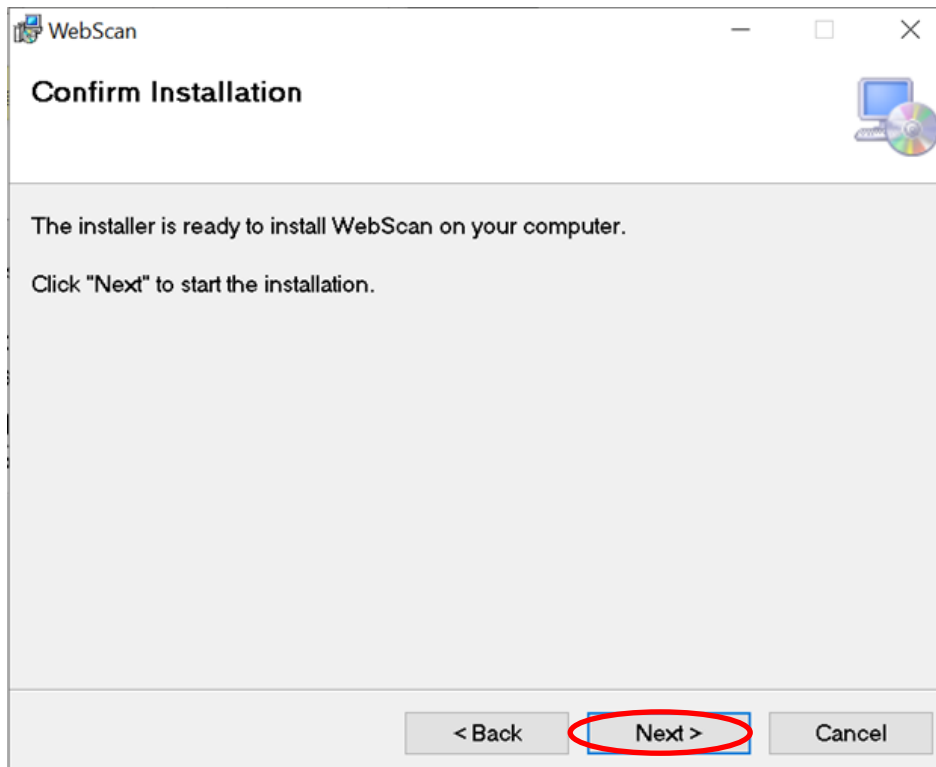 WebScan
Confirm Installation
The installer is ready to install WebScan on your computer.
Click "Next" to start the installation.
< Back
Next >
Cancel